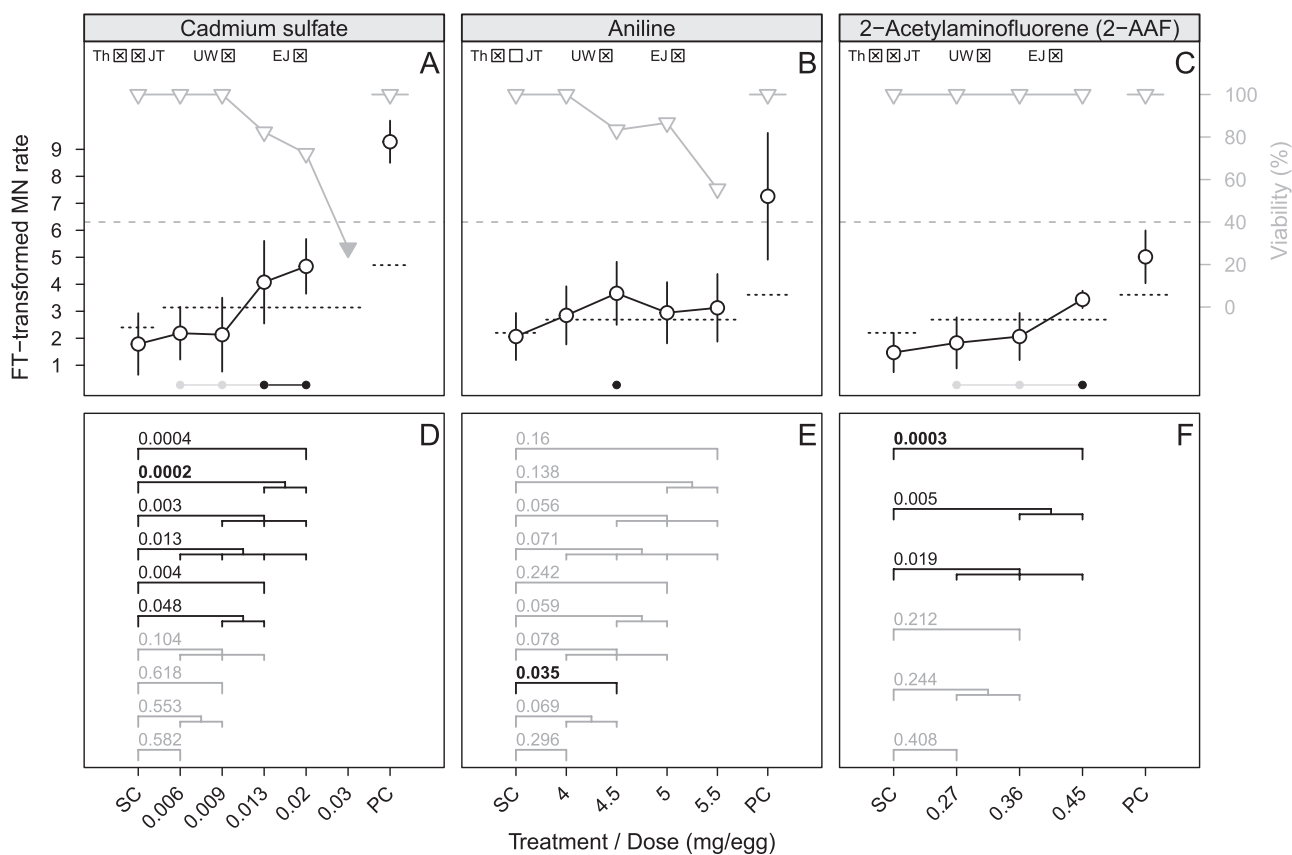 Cadmium sulfate
Aniline
2−Acetylaminofluorene (2−AAF)
Th JT UW EJ A
Th JT UW EJ B
Th JT UW EJ C
FT−transformed MN rate
9
8
7
6
5
4
3
2
1
100
80
60
40
20
0
Viability (%)
D
0.0004
0.0002
0.003
0.013
0.004
0.048
0.104
0.618
0.553
0.582
E
0.16
0.138
0.056
0.071
0.242
0.059
0.078
0.035
0.069
0.296
F
0.0003
0.005
0.019
0.212
0.244
0.408
SC 0.006 0.009 0.013 0.02 0.03 PC
SC 4 4.5 5 5.5 PC
SC 0.27 0.36 0.45 PC
Treatment / Dose (mg/egg)